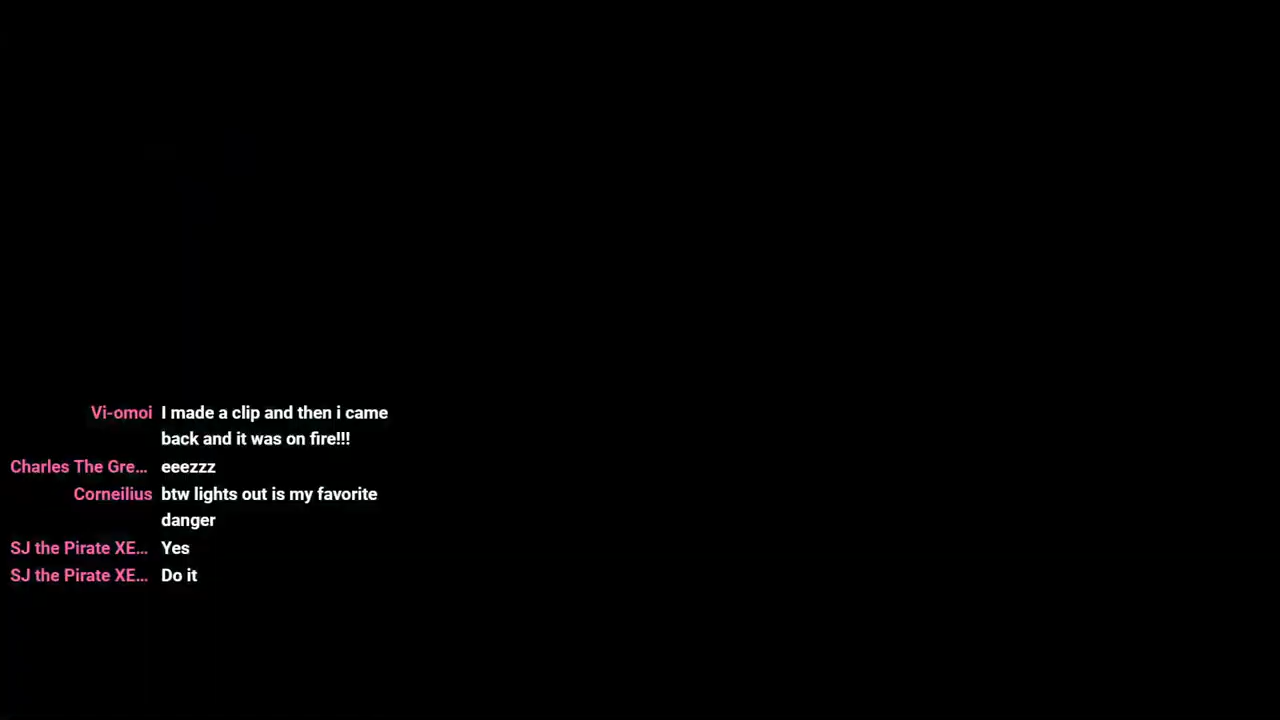 Vi-omoi I made a clip and then i came
back and it was on fire!!!
Charles The Gre... eeezzz
Corneilius btw lights out is my favorite
danger
SJ the Pirate XE... Yes
SJ the Pirate XE... Do it